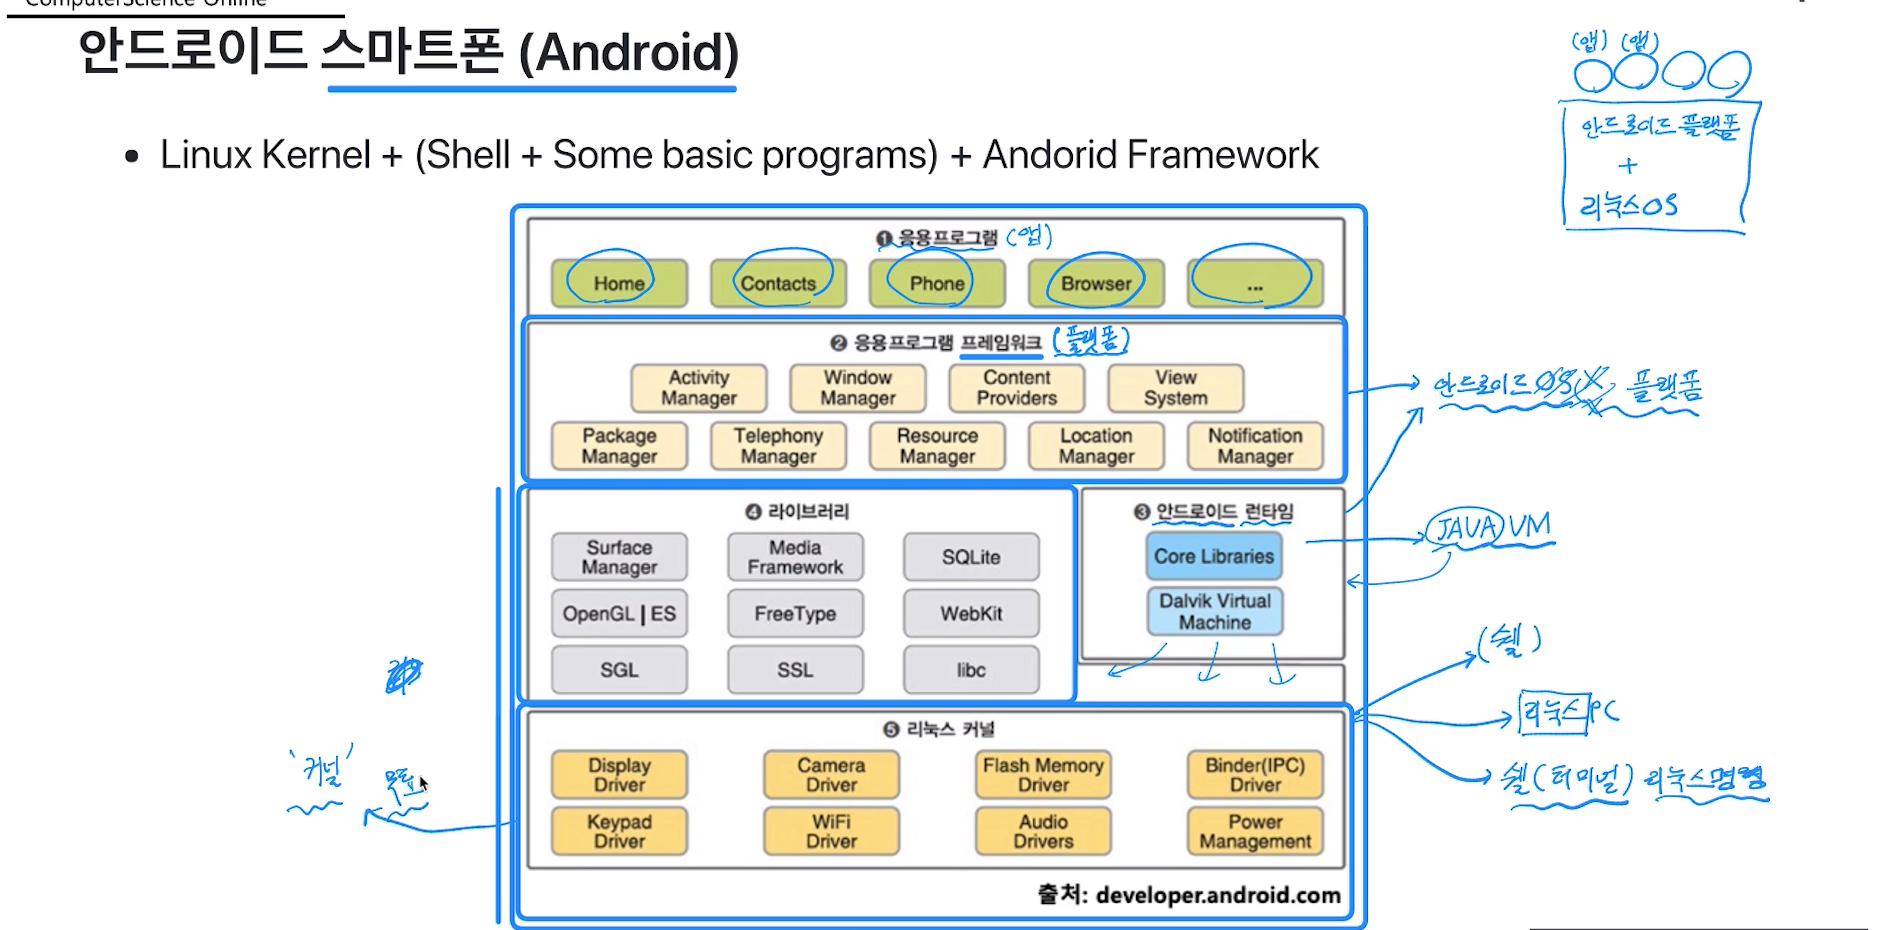 ComputerScience Online
안드로이드 스마트폰 (Android)
(앱) (앱)
안드로이드 플랫폼
+
리눅스 OS
• Linux Kernel + (Shell + Some basic programs) + Andorid Framework
❶ 응용프로그램 (앱)
Home Contacts Phone Browser ...
❷ 응용프로그램 프레임워크 (플랫폼)
Activity Manager Window Manager Content Providers View System
Package Manager Telephony Manager Resource Manager Location Manager Notification Manager
안드로이드 OS 플랫폼
❹ 라이브러리
Surface Manager Media Framework SQLite
OpenGL | ES FreeType WebKit
SGL SSL libc
❸ 안드로이드 런타임
Core Libraries
Dalvik Virtual Machine
JAVA VM
(쉘)
리눅스 PC
쉘 (터미널) 리눅스명령
❺ 리눅스 커널
Display Driver Camera Driver Flash Memory Driver Binder(IPC) Driver
Keypad Driver WiFi Driver Audio Drivers Power Management
'커널'
출처: developer.android.com